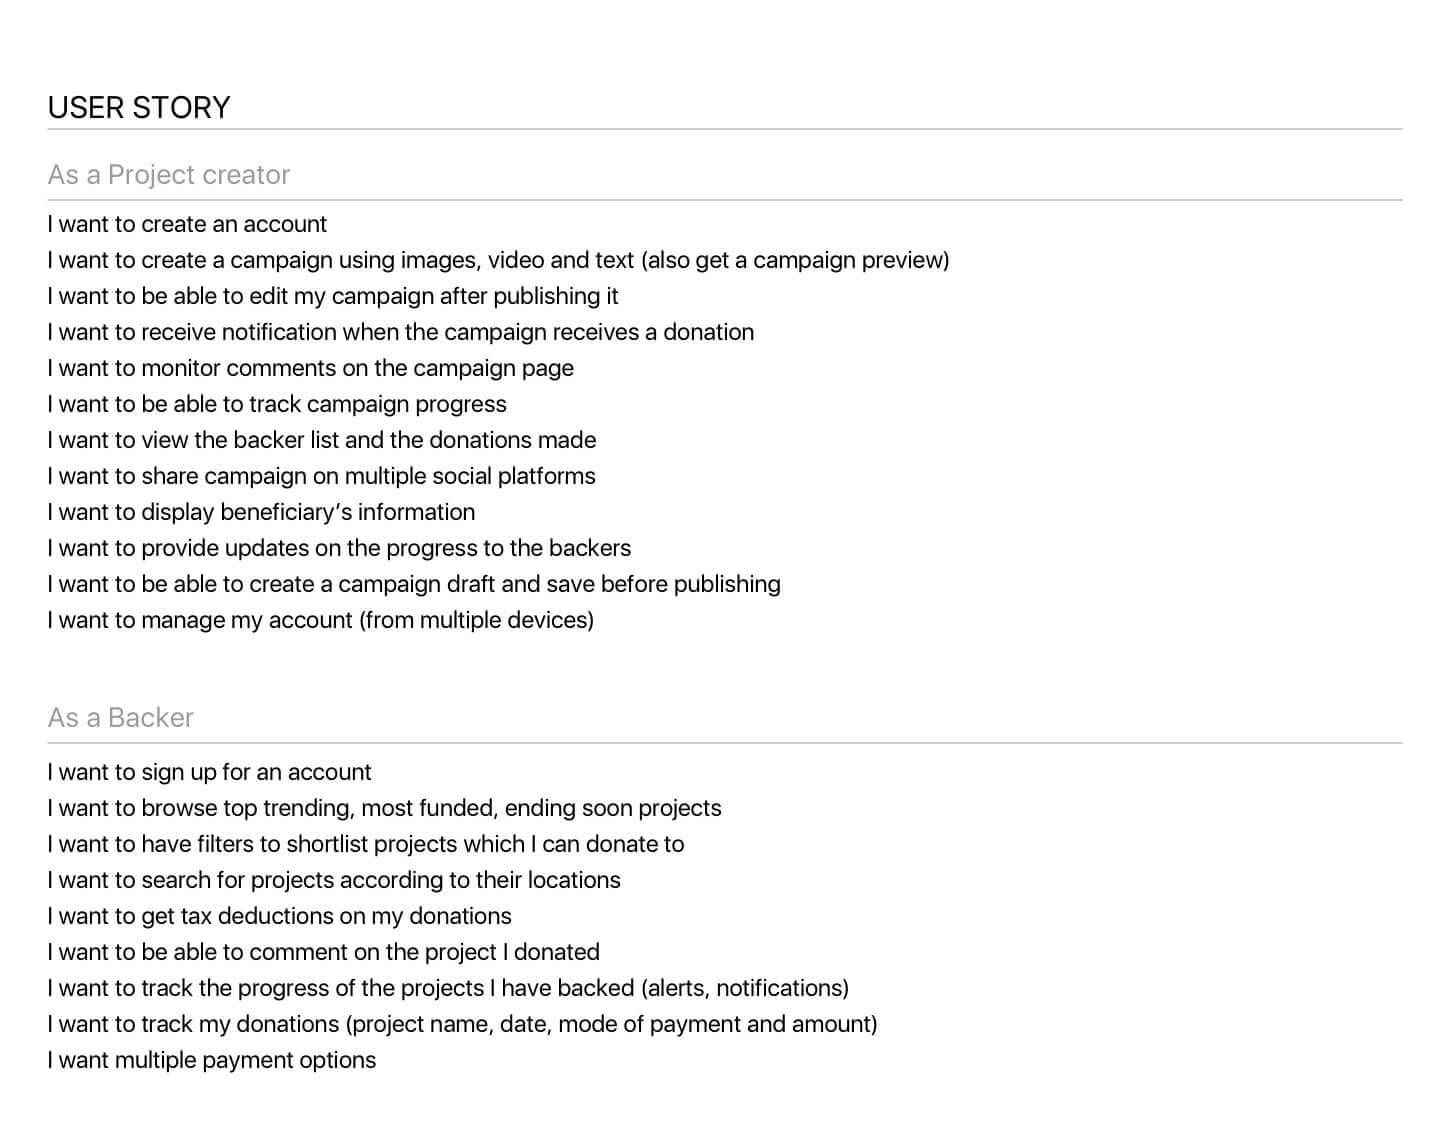 USER STORY
As a Project creator
I want to create an account
I want to create a campaign using images, video and text (also get a campaign preview)
I want to be able to edit my campaign after publishing it
I want to receive notification when the campaign receives a donation
I want to monitor comments on the campaign page
I want to be able to track campaign progress
I want to view the backer list and the donations made
I want to share campaign on multiple social platforms
I want to display beneficiary’s information
I want to provide updates on the progress to the backers
I want to be able to create a campaign draft and save before publishing
I want to manage my account (from multiple devices)
As a Backer
I want to sign up for an account
I want to browse top trending, most funded, ending soon projects
I want to have filters to shortlist projects which I can donate to
I want to search for projects according to their locations
I want to get tax deductions on my donations
I want to be able to comment on the project I donated
I want to track the progress of the projects I have backed (alerts, notifications)
I want to track my donations (project name, date, mode of payment and amount)
I want multiple payment options